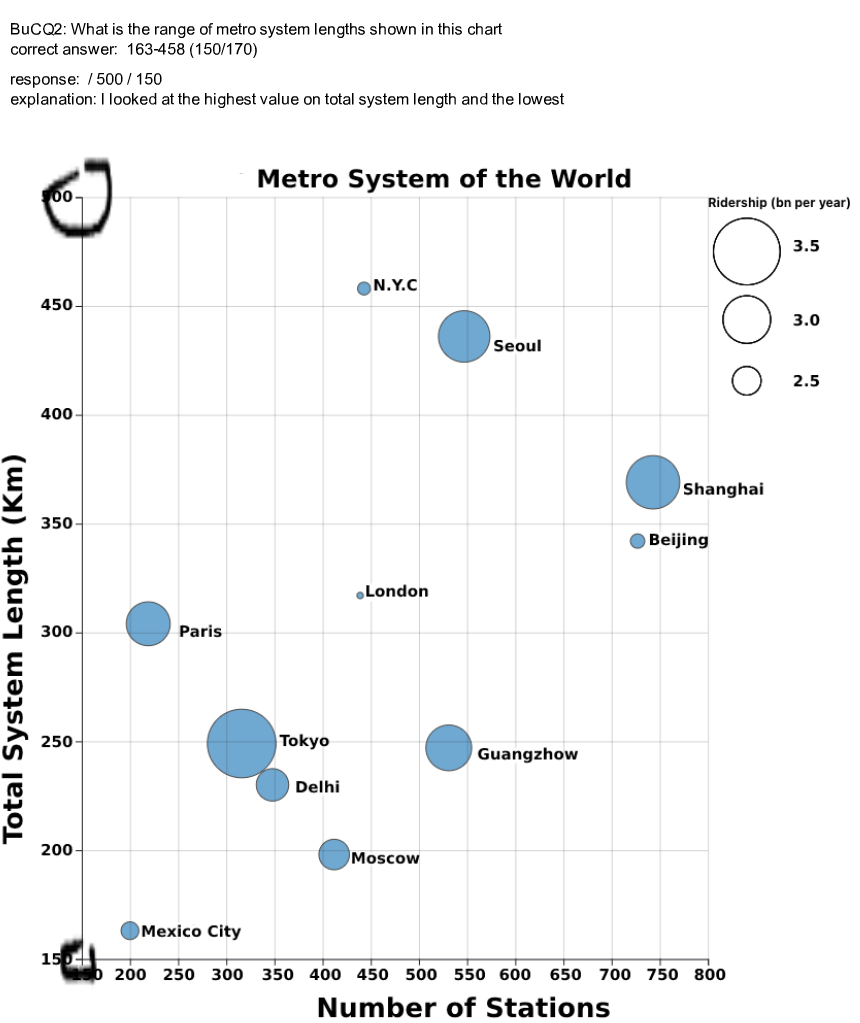 BuCQ2: What is the range of metro system lengths shown in this chart
correct answer:  163-458 (150/170)
response:  / 500 / 150
explanation: I looked at the highest value on total system length and the lowest
Metro System of the World
Ridership (bn per year)
3.5
3.0
2.5
500
450
400
350
300
250
200
150
Total System Length (Km)
N.Y.C
Seoul
Shanghai
Beijing
London
Paris
Tokyo
Guangzhow
Delhi
Moscow
Mexico City
150 200 250 300 350 400 450 500 550 600 650 700 750 800
Number of Stations